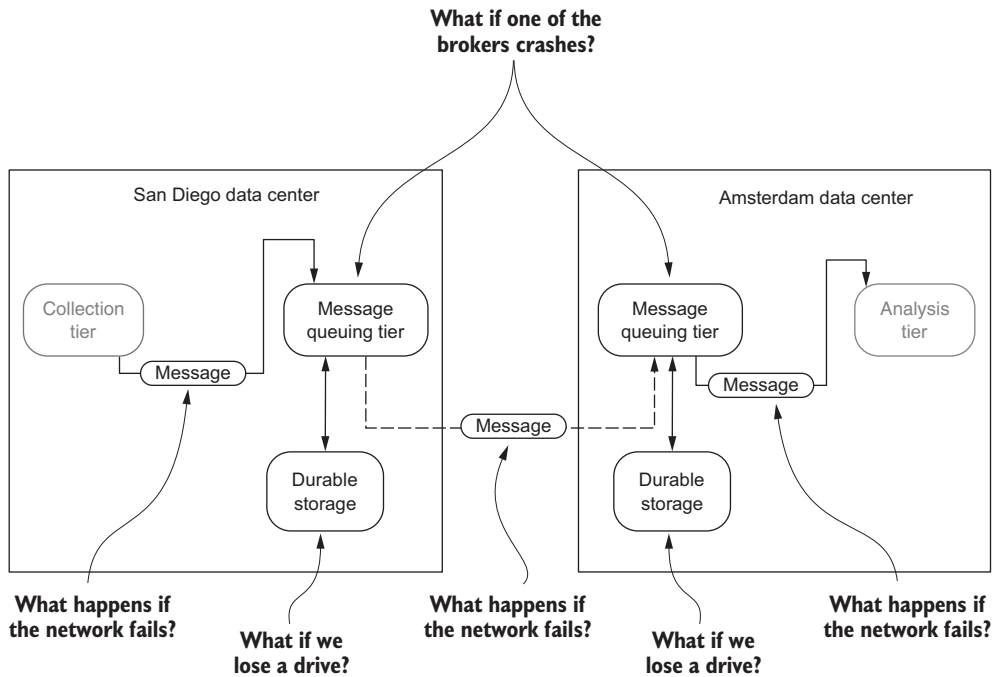 What if one of the
brokers crashes?
San Diego data center
Amsterdam data center
Collection
tier
Message
queuing tier
Message
queuing tier
Analysis
tier
Message
Message
Message
Durable
storage
Durable
storage
What happens if
the network fails?
What if we
lose a drive?
What happens if
the network fails?
What if we
lose a drive?
What happens if
the network fails?